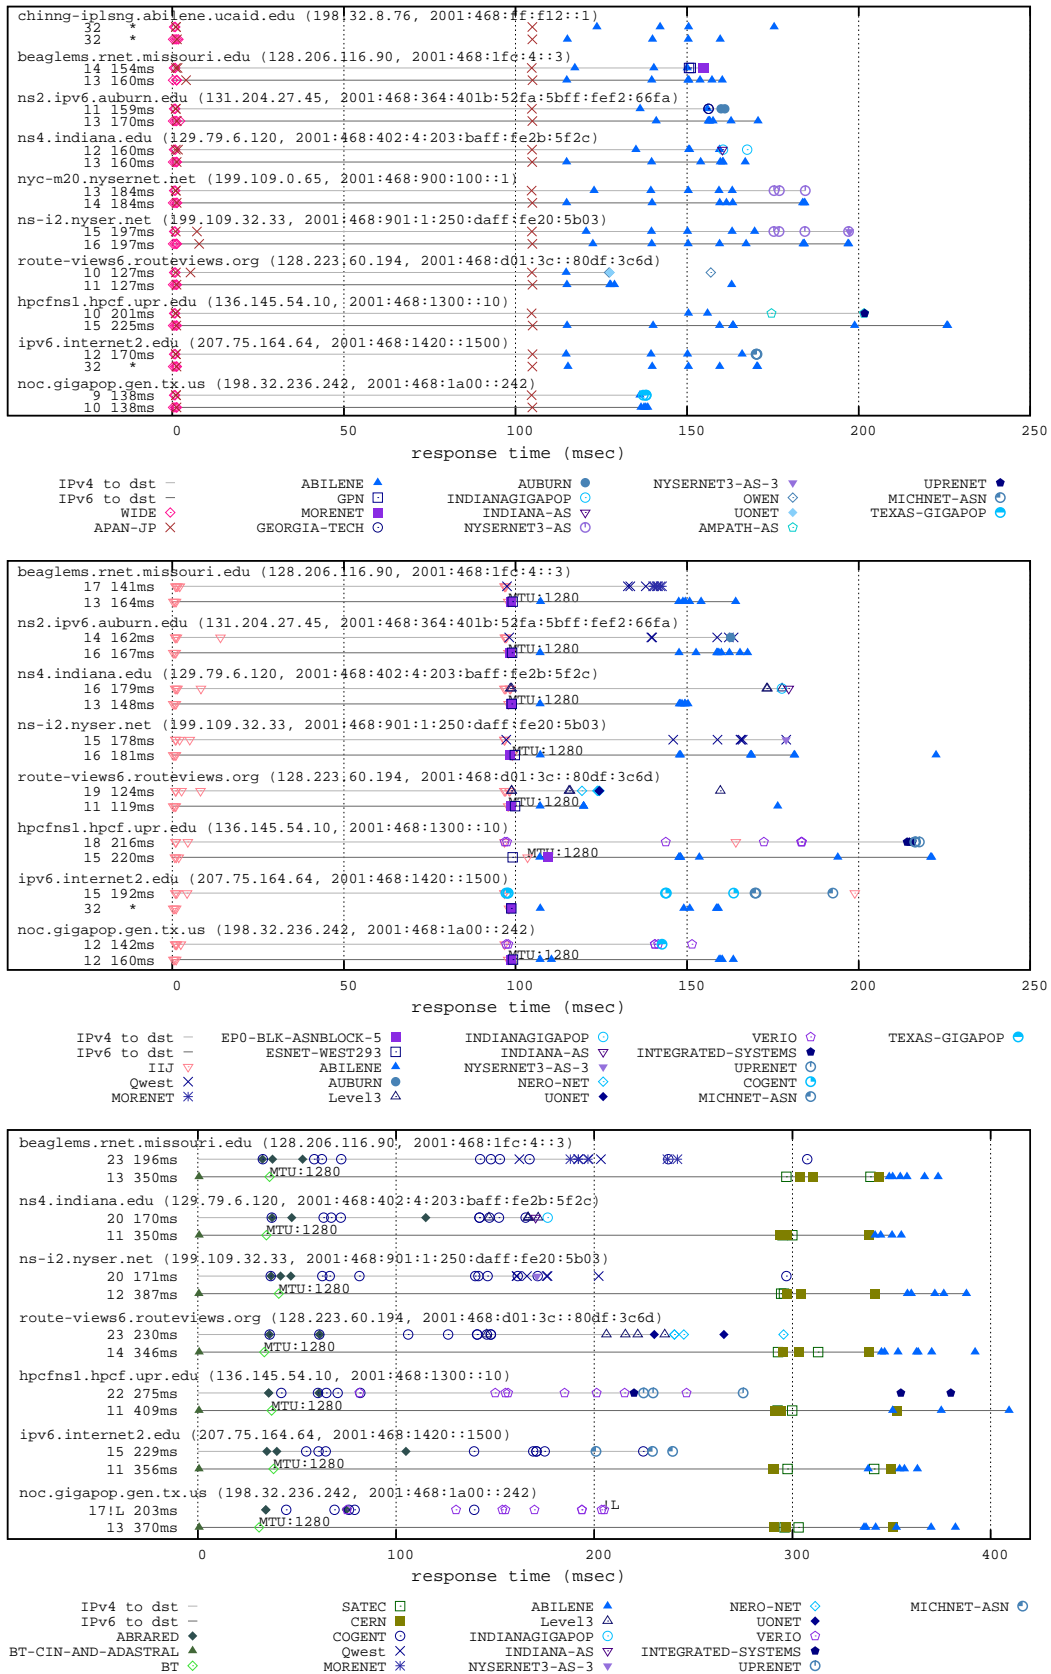 chinng-iplsng.abilene.ucaid.edu (198.32.8.76, 2001:468:ff:f12::1)
32 *
32 *
beaglems.rnet.missouri.edu (128.206.116.90, 2001:468:1fc:4::3)
14 154ms
13 160ms
ns2.ipv6.auburn.edu (131.204.27.45, 2001:468:364:401b:52fa:5bff:fef2:66fa)
11 159ms
13 170ms
ns4.indiana.edu (129.79.6.120, 2001:468:402:4:203:baff:fe2b:5f2c)
12 160ms
13 160ms
nyc-m20.nysernet.net (199.109.0.65, 2001:468:900:100::1)
13 184ms
14 184ms
ns-i2.nyser.net (199.109.32.33, 2001:468:901:1:250:daff:fe20:5b03)
15 197ms
16 197ms
route-views6.routeviews.org (128.223.60.194, 2001:468:d01:3c::80df:3c6d)
10 127ms
11 127ms
hpcfns1.hpcf.upr.edu (136.145.54.10, 2001:468:1300::10)
10 201ms
15 225ms
ipv6.internet2.edu (207.75.164.64, 2001:468:1420::1500)
12 170ms
32 *
noc.gigapop.gen.tx.us (198.32.236.242, 2001:468:1a00::242)
9 138ms
10 138ms
0 50 100 150 200 250
response time (msec)
IPv4 to dst ABILENE AUBURN NYSERNET3-AS-3 UPRENET
IPv6 to dst GPN INDIANAGIGAPOP OWEN MICHNET-ASN
WIDE MORENET INDIANA-AS UONET TEXAS-GIGAPOP
APAN-JP GEORGIA-TECH NYSERNET3-AS AMPATH-AS
beaglems.rnet.missouri.edu (128.206.116.90, 2001:468:1fc:4::3)
17 141ms
13 164ms MTU:1280
ns2.ipv6.auburn.edu (131.204.27.45, 2001:468:364:401b:52fa:5bff:fef2:66fa)
14 162ms
16 167ms MTU:1280
ns4.indiana.edu (129.79.6.120, 2001:468:402:4:203:baff:fe2b:5f2c)
16 179ms
13 148ms MTU:1280
ns-i2.nyser.net (199.109.32.33, 2001:468:901:1:250:daff:fe20:5b03)
15 178ms
16 181ms MTU:1280
route-views6.routeviews.org (128.223.60.194, 2001:468:d01:3c::80df:3c6d)
19 124ms
11 119ms MTU:1280
hpcfns1.hpcf.upr.edu (136.145.54.10, 2001:468:1300::10)
18 216ms
15 220ms MTU:1280
ipv6.internet2.edu (207.75.164.64, 2001:468:1420::1500)
15 192ms
32 *
noc.gigapop.gen.tx.us (198.32.236.242, 2001:468:1a00::242)
12 142ms
12 160ms MTU:1280
0 50 100 150 200 250
response time (msec)
IPv4 to dst EP0-BLK-ASNBLOCK-5 INDIANAGIGAPOP VERIO TEXAS-GIGAPOP
IPv6 to dst ESNET-WEST293 INDIANA-AS INTEGRATED-SYSTEMS
IIJ ABILENE NYSERNET3-AS-3 UPRENET
Qwest AUBURN NERO-NET COGENT
MORENET Level3 UONET MICHNET-ASN
beaglems.rnet.missouri.edu (128.206.116.90, 2001:468:1fc:4::3)
23 196ms
13 350ms MTU:1280
ns4.indiana.edu (129.79.6.120, 2001:468:402:4:203:baff:fe2b:5f2c)
20 170ms
11 350ms MTU:1280
ns-i2.nyser.net (199.109.32.33, 2001:468:901:1:250:daff:fe20:5b03)
20 171ms
12 387ms MTU:1280
route-views6.routeviews.org (128.223.60.194, 2001:468:d01:3c::80df:3c6d)
23 230ms
14 346ms MTU:1280
hpcfns1.hpcf.upr.edu (136.145.54.10, 2001:468:1300::10)
22 275ms
11 409ms MTU:1280
ipv6.internet2.edu (207.75.164.64, 2001:468:1420::1500)
15 229ms
11 356ms MTU:1280
noc.gigapop.gen.tx.us (198.32.236.242, 2001:468:1a00::242)
17!L 203ms !L
13 370ms MTU:1280
0 100 200 300 400
response time (msec)
IPv4 to dst SATEC ABILENE NERO-NET MICHNET-ASN
IPv6 to dst CERN Level3 UONET
ABRARED COGENT INDIANAGIGAPOP VERIO
BT-CIN-AND-ADASTRAL Qwest INDIANA-AS INTEGRATED-SYSTEMS
BT MORENET NYSERNET3-AS-3 UPRENET